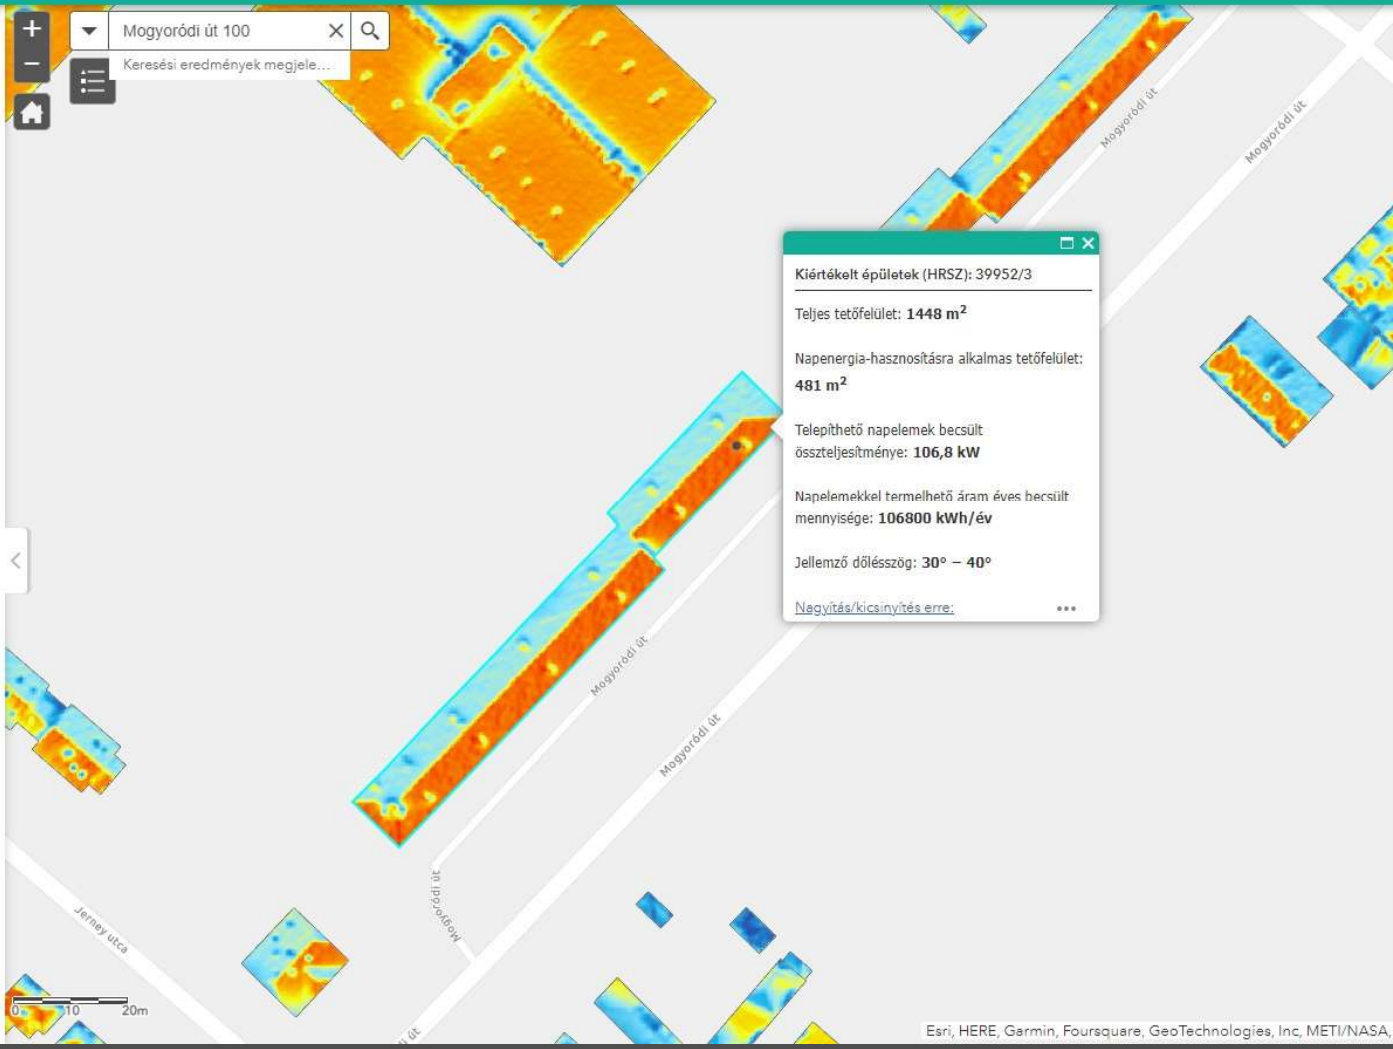 +
Mogyoródi út 100
−
Keresési eredmények megjele...
Mogyoródi út
Mogyoródi út
Kiértékelt épületek (HRSZ): 39952/3
Teljes tetőfelület: 1448 m²
Napenergia-hasznosításra alkalmas tetőfelület:
481 m²
Telepíthető napelemek becsült
összteljesítménye: 106,8 kW
Napelemekkel termelhető áram éves becsült
mennyisége: 106800 kWh/év
Jellemző dőlésszög: 30° – 40°
Nagyítás/kicsinyítés erre:
Mogyoródi út
Mogyoródi út
Mogyoródi út
Jerney utca
0 10 20m
i út
Esri, HERE, Garmin, Foursquare, GeoTechnologies, Inc, METI/NASA,